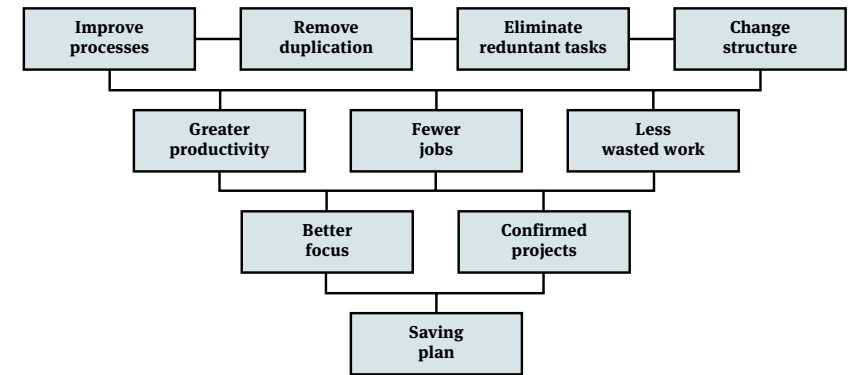 Improve
processes
Remove
duplication
Eliminate
reduntant tasks
Change
structure
Greater
productivity
Fewer
jobs
Less
wasted work
Better
focus
Confirmed
projects
Saving
plan